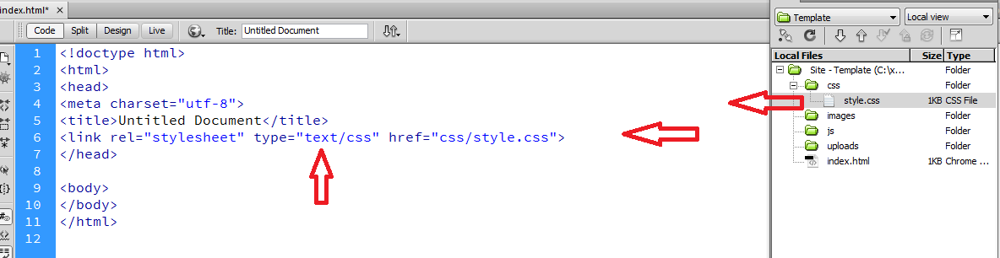 index.html*
Code Split Design Live Title: Untitled Document
1 <!doctype html>
2 <html>
3 <head>
4 <meta charset="utf-8">
5 <title>Untitled Document</title>
6 <link rel="stylesheet" type="text/css" href="css/style.css">
7 </head>
8
9 <body>
10 </body>
11 </html>
12
Template Local view
Local Files Size Type
Site - Template (C:\x... Folder
css Folder
style.css 1KB CSS File
images Folder
js Folder
uploads Folder
index.html 1KB Chrome ...